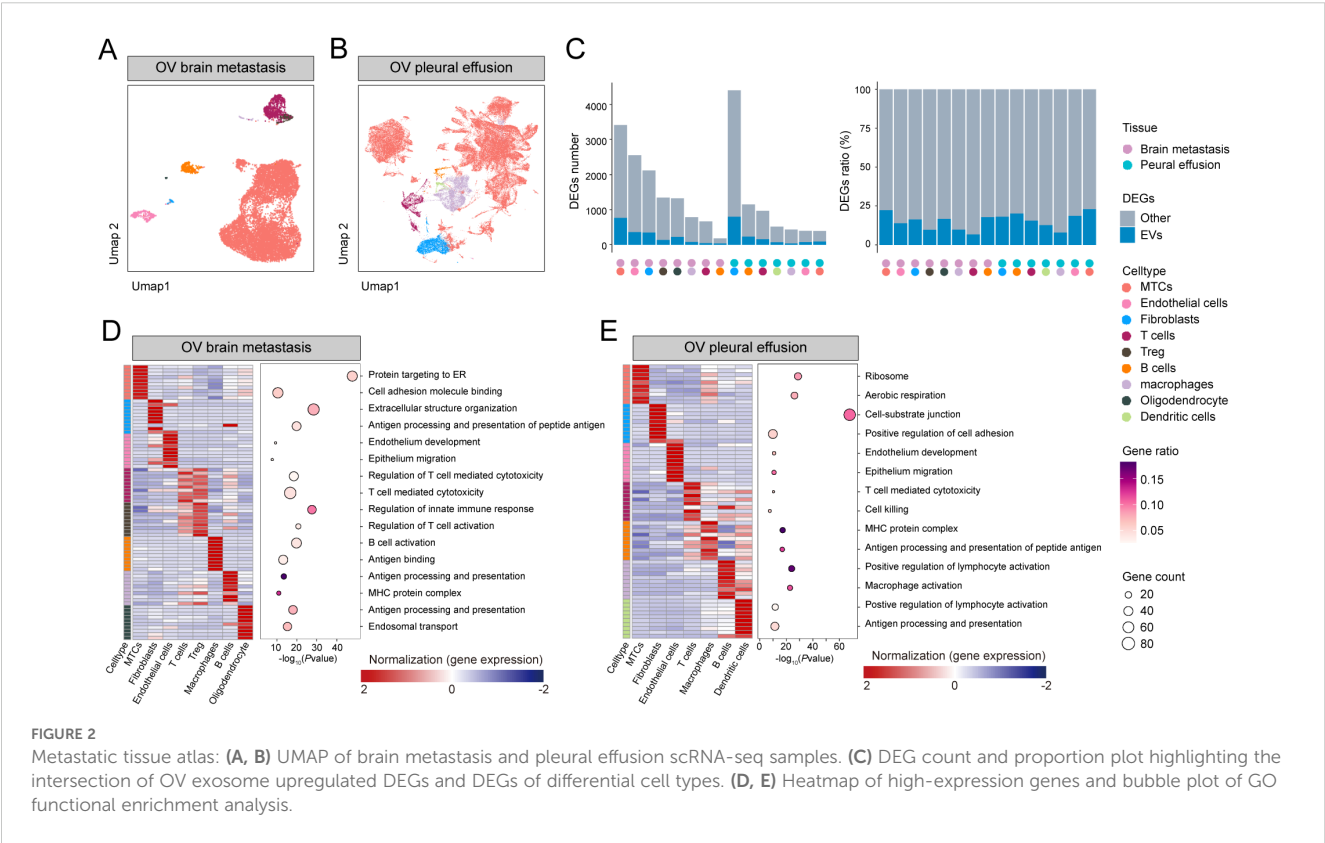 A
OV brain metastasis
Umap 2
Umap1
B
OV pleural effusion
Umap 2
Umap1
C
DEGs number
4000
3000
2000
1000
0
DEGs ratio (%)
100
75
50
25
0
Tissue
Brain metastasis
Peural effusion
DEGs
Other
EVs
Celltype
MTCs
Endothelial cells
Fibroblasts
T cells
Treg
B cells
macrophages
Oligodendrocyte
Dendritic cells
Gene ratio
0.15
0.10
0.05
Gene count
20
40
60
80
D
OV brain metastasis
Protein targeting to ER
Cell adhesion molecule binding
Extracellular structure organization
Antigen processing and presentation of peptide antigen
Endothelium development
Epithelium migration
Regulation of T cell mediated cytotoxicity
T cell mediated cytotoxicity
Regulation of innate immune response
Regulation of T cell activation
B cell activation
Antigen binding
Antigen processing and presentation
MHC protein complex
Antigen processing and presentation
Endosomal transport
Celltype
MTCs
Fibroblasts
Endothelial cells
T cells
Treg
Macrophages
B cells
Oligodendrocyte
10 20 30 40
-log10(Pvalue)
Normalization (gene expression)
2 0 -2
E
OV pleural effusion
Ribosome
Aerobic respiration
Cell-substrate junction
Positive regulation of cell adhesion
Endothelium development
Epithelium migration
T cell mediated cytotoxicity
Cell killing
MHC protein complex
Antigen processing and presentation of peptide antigen
Positive regulation of lymphocyte activation
Macrophage activation
Postive regulation of lymphocyte activation
Antigen processing and presentation
Celltype
MTCs
Fibroblasts
Endothelial cells
T cells
Macrophages
B cells
Dendritic cells
0 20 40 60
-log10(Pvalue)
Normalization (gene expression)
2 0 -2
FIGURE 2
Metastatic tissue atlas: (A, B) UMAP of brain metastasis and pleural effusion scRNA-seq samples. (C) DEG count and proportion plot highlighting the
intersection of OV exosome upregulated DEGs and DEGs of differential cell types. (D, E) Heatmap of high-expression genes and bubble plot of GO
functional enrichment analysis.